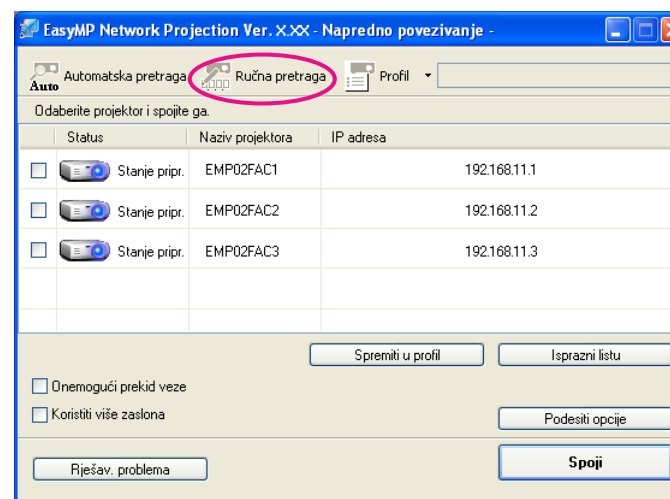 EasyMP Network Projection Ver. X.XX - Napredno povezivanje -
Auto Automatska pretraga Ručna pretraga Profil
Odaberite projektor i spojite ga.
Status Naziv projektora IP adresa
Stanje pripr. EMP02FAC1 192.168.11.1
Stanje pripr. EMP02FAC2 192.168.11.2
Stanje pripr. EMP02FAC3 192.168.11.3
Spremiti u profil Isprazni listu
Onemogući prekid veze
Koristiti više zaslona
Podesiti opcije
Rješav. problema Spoji